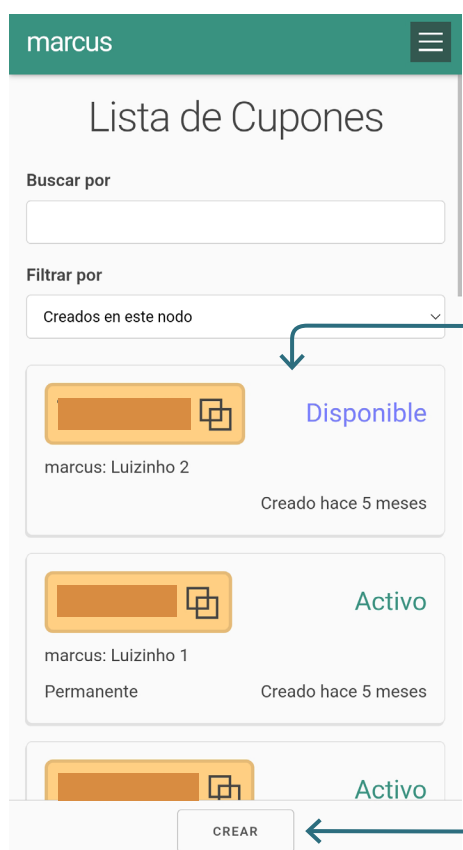 marcus
Lista de Cupones
Buscar por
Filtrar por
Creados en este nodo
Disponible
marcus: Luizinho 2
Creado hace 5 meses
Activo
marcus: Luizinho 1
Permanente Creado hace 5 meses
Activo
CREAR